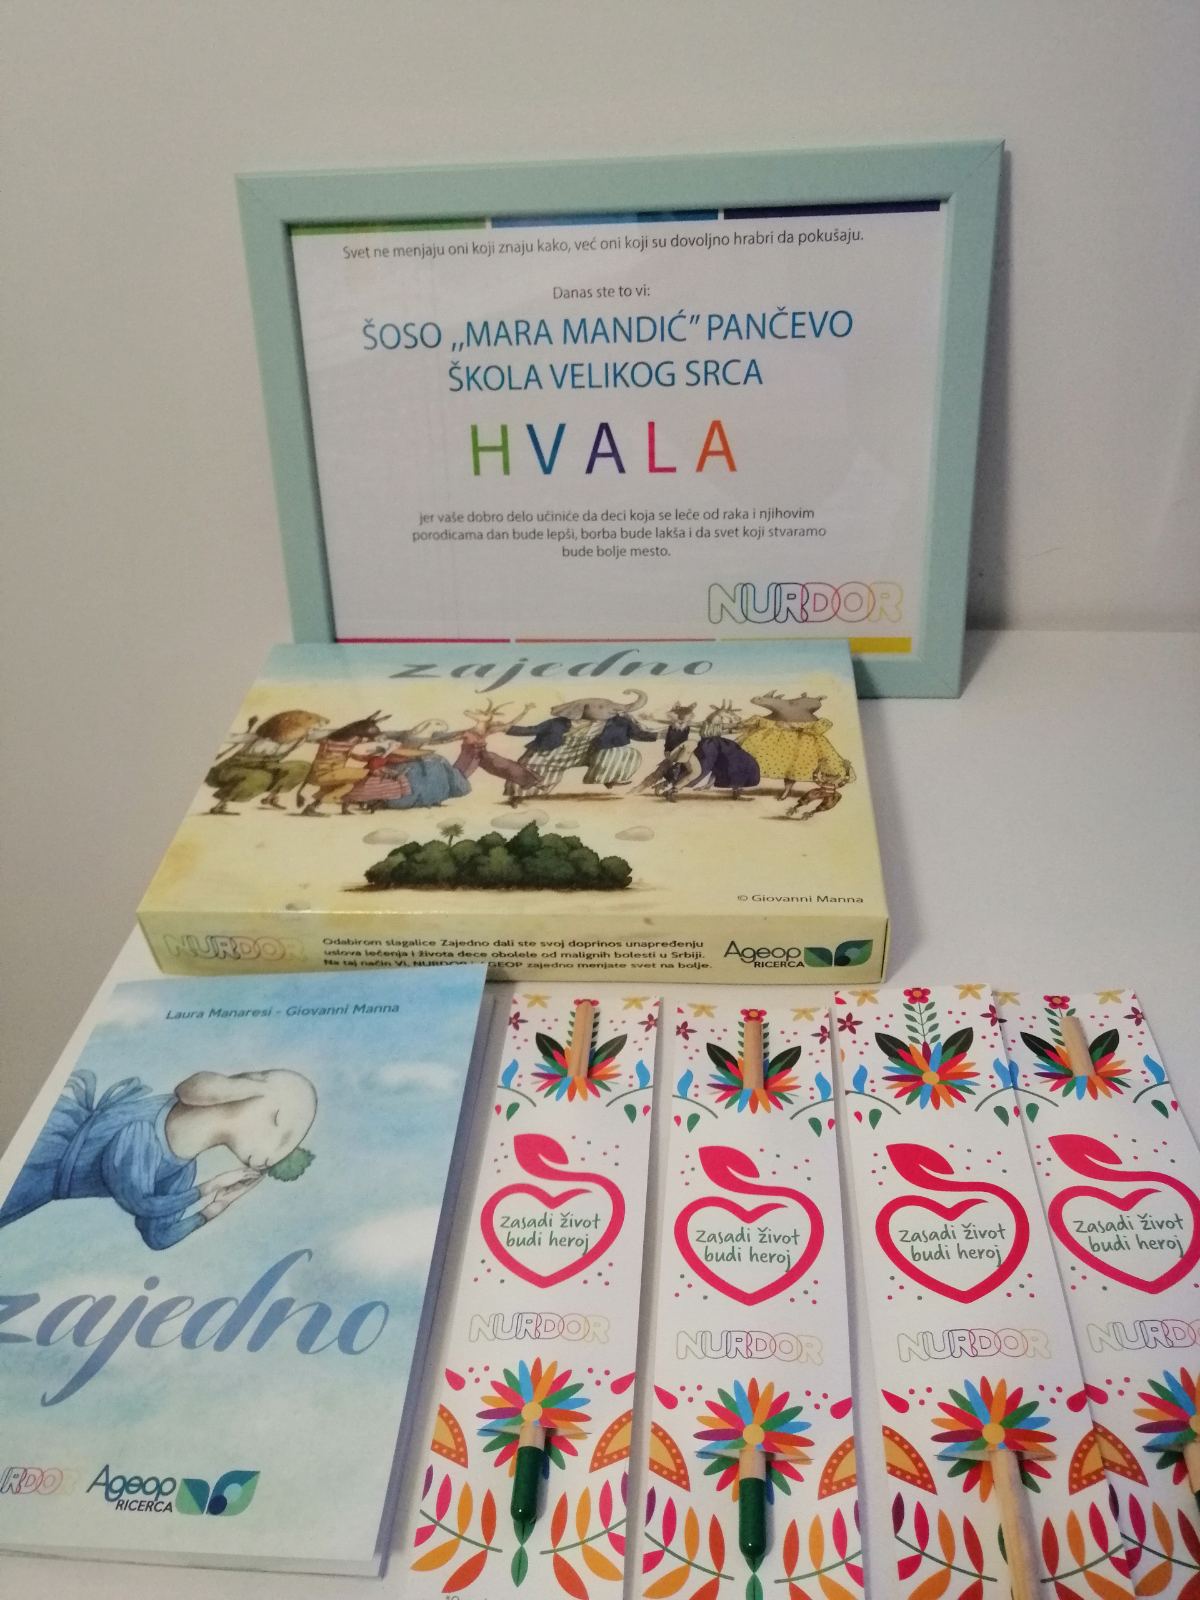 Svet ne menjaju oni koji znaju kako, već oni koji su dovoljno hrabri da pokušaju.
Danas ste to vi:
ŠOSO „MARA MANDIĆ" PANČEVO
ŠKOLA VELIKOG SRCA
HVALA
jer vaše dobro delo učiniće da deci koja se leče od raka i njihovim
porodicama dan bude lepši, borba bude lakša i da svet koji stvaramo
bude bolje mesto.
NURDOR
zajedno
© Giovanni Manna
NURDOR
Odabirom slagalice Zajedno dali ste svoj doprinos unapređenju
uslova lečenja i života dece obolele od malignih bolesti u Srbiji.
Na taj način Vi, NURDOR i AGEOP zajedno menjate svet na bolje.
Ageop
RICERCA
Laura Manaresi - Giovanni Manna
zajedno
NURDOR
Ageop
RICERCA
zasadi život
budi heroj
NURDOR
zasadi život
budi heroj
NURDOR
zasadi život
budi heroj
NURDOR
zasadi život
budi heroj
NURDOR